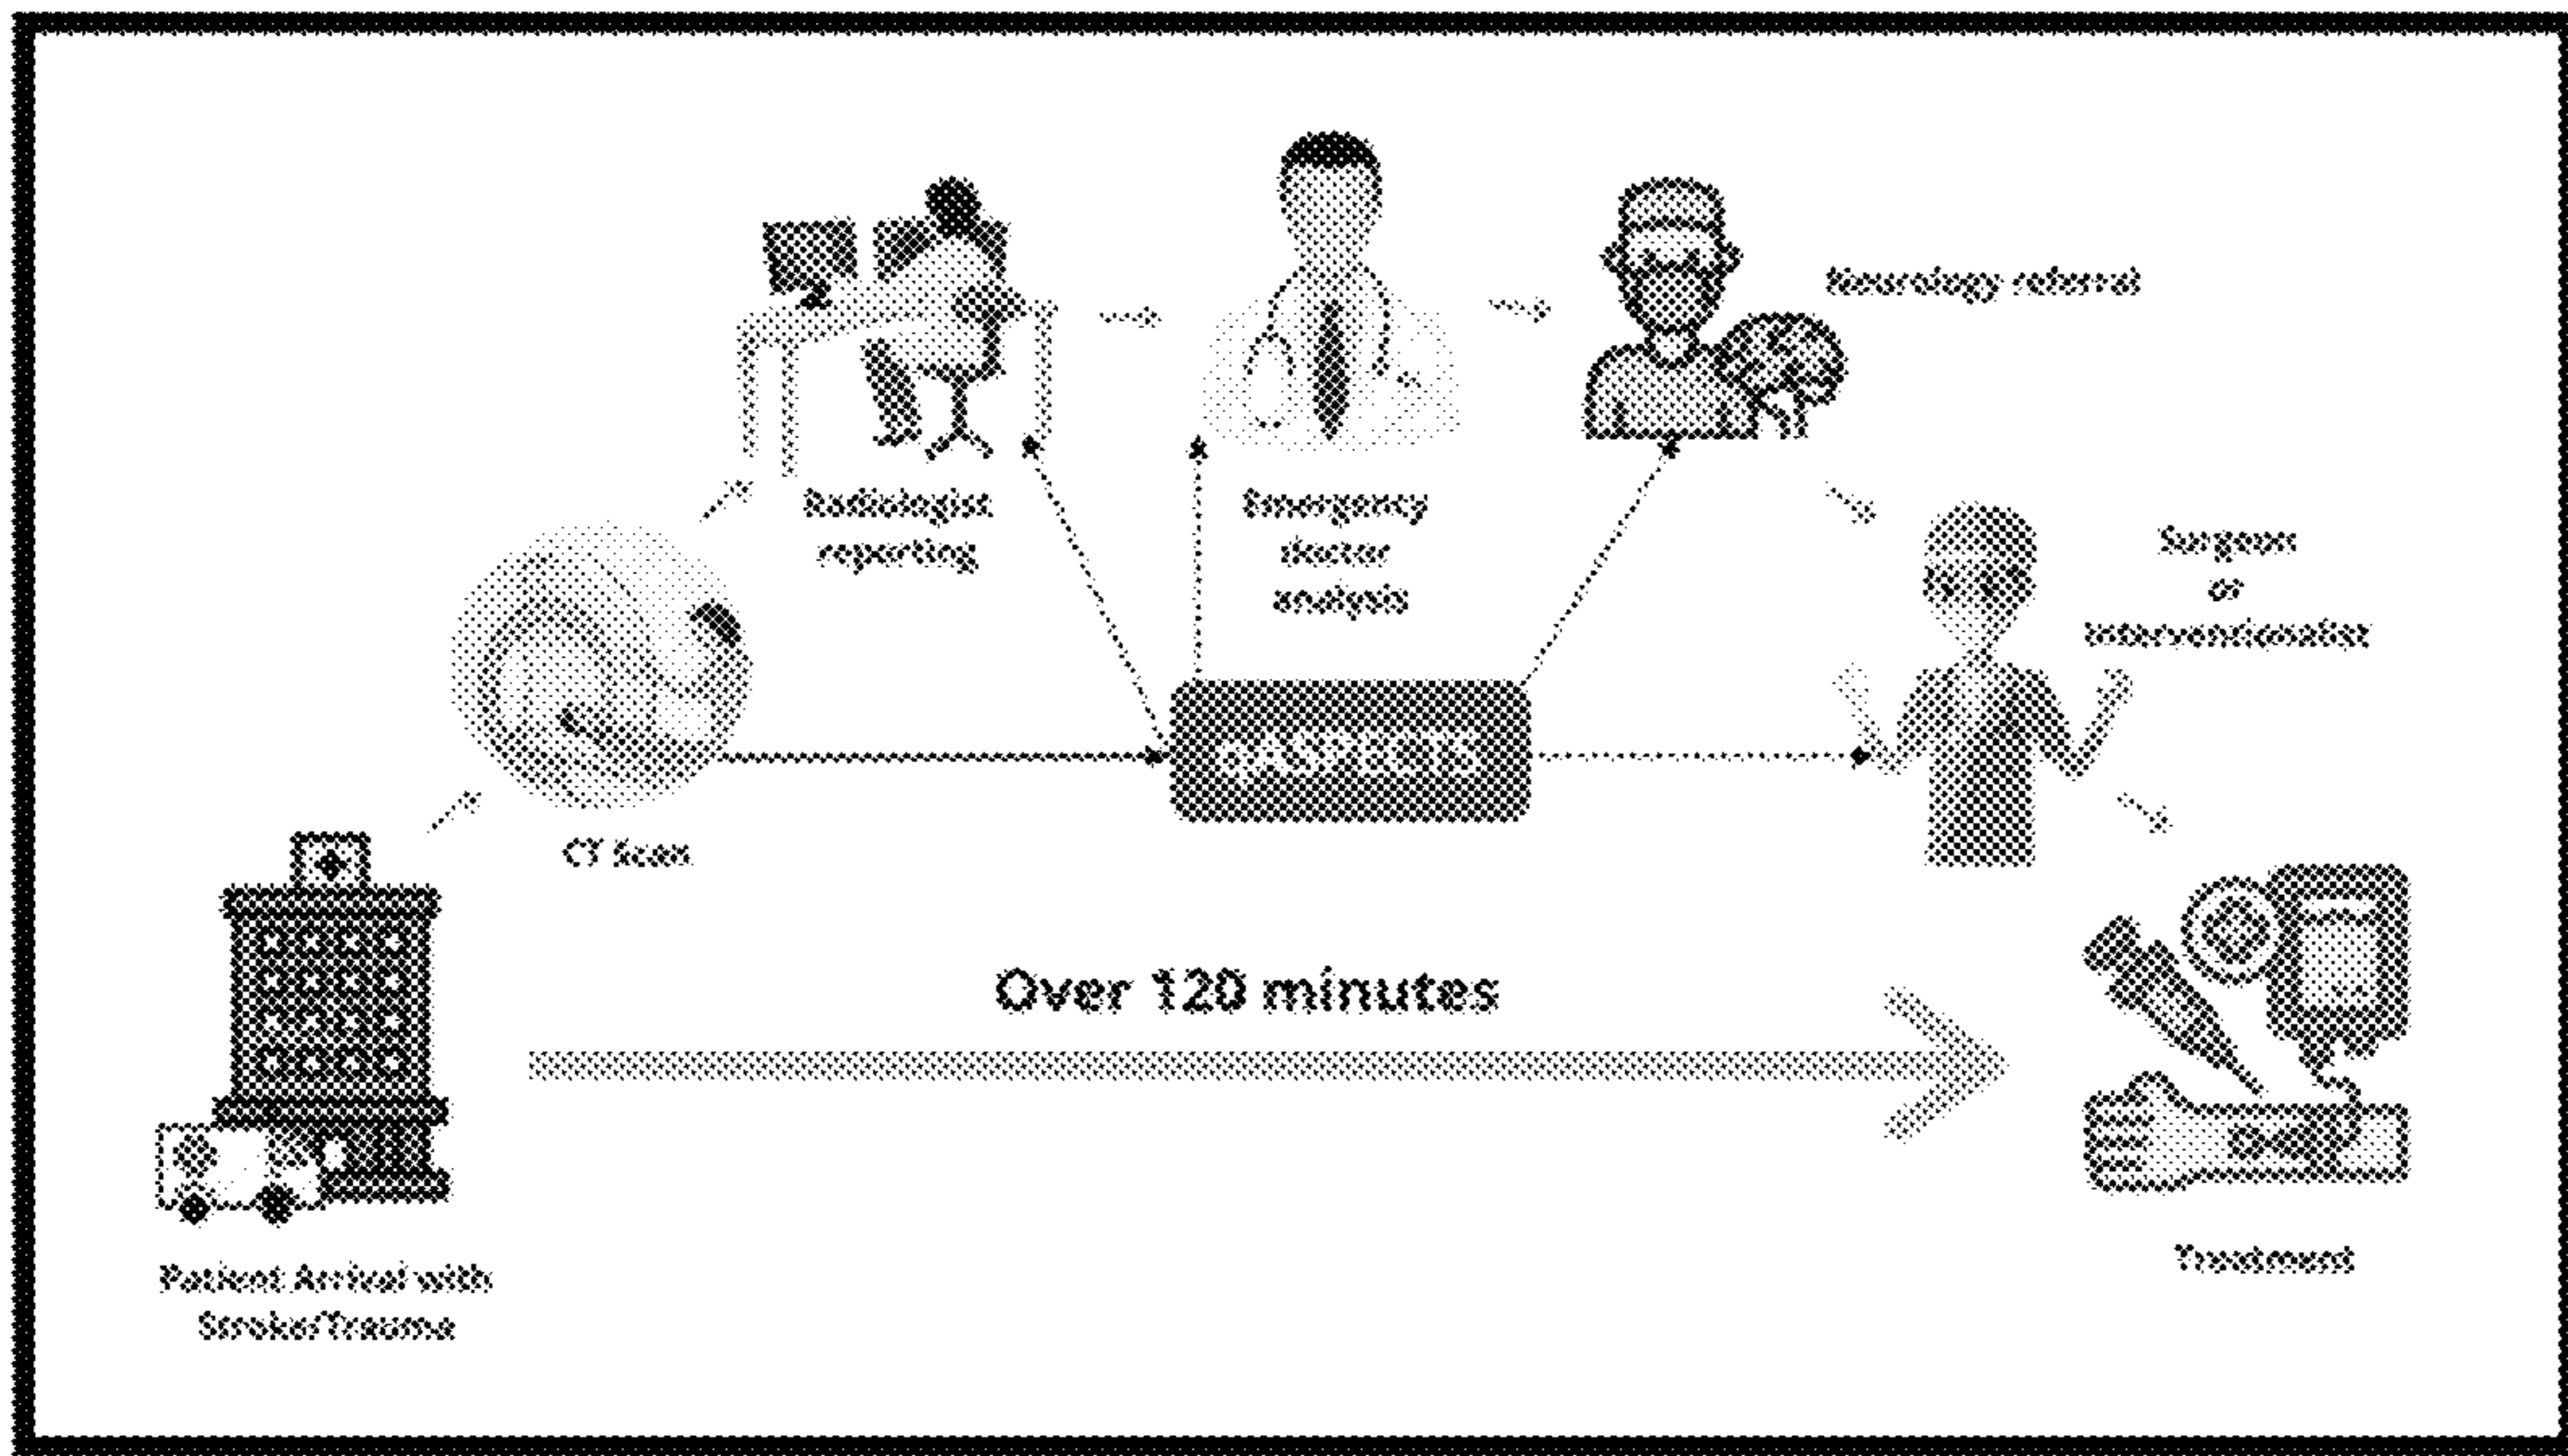 Neurology referral
Radiologist
reporting
Emergency
doctor
analysis
Surgeon
or
Interventionalist
CT Scan
Over 120 minutes
Patient Arrival with
Stroke/Trauma
Treatment